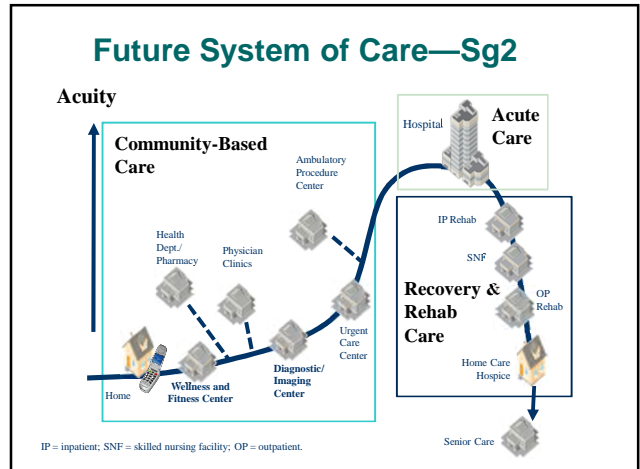 Future System of Care—Sg2
Acuity
Community-Based
Care
Ambulatory
Procedure
Center
Health
Dept./
Pharmacy
Physician
Clinics
Home
Wellness and
Fitness Center
Diagnostic/
Imaging
Center
Urgent
Care
Center
Hospital
Acute
Care
IP Rehab
SNF
Recovery &
Rehab
Care
OP
Rehab
Home Care
Hospice
Senior Care
IP = inpatient; SNF = skilled nursing facility; OP = outpatient.